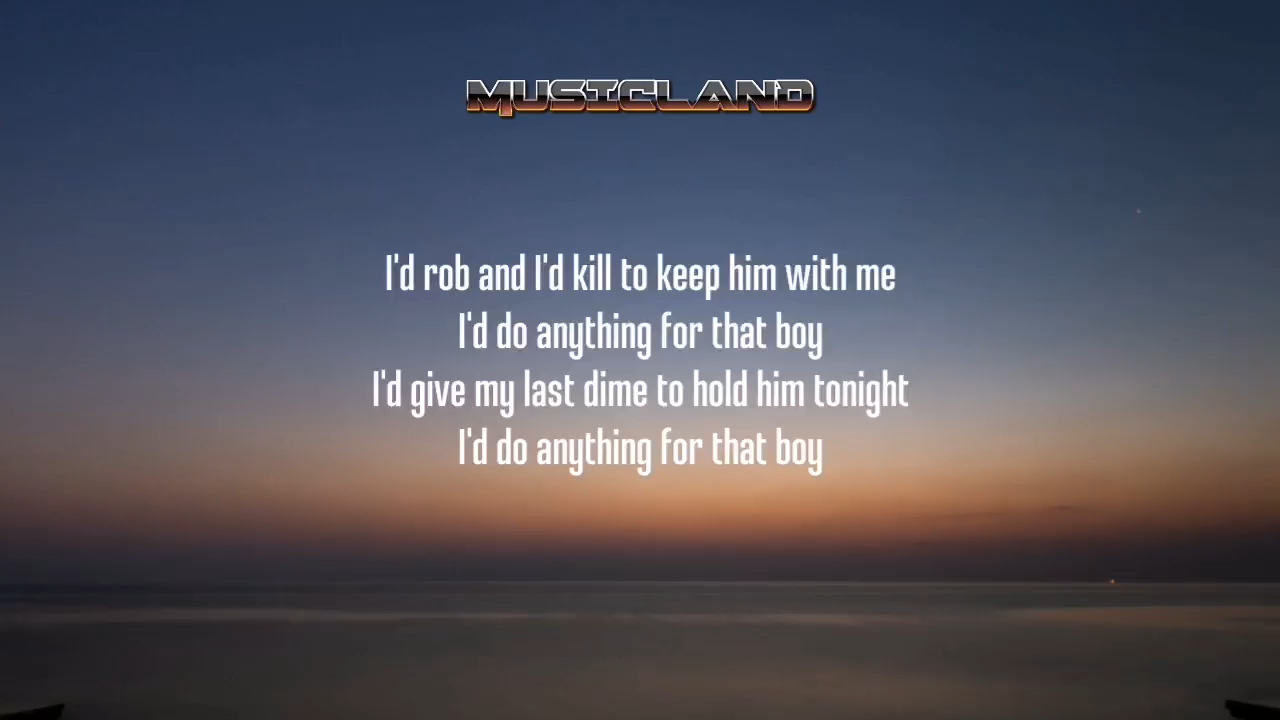 MUSICLAND
I'd rob and I'd kill to keep him with me
I'd do anything for that boy
I'd give my last dime to hold him tonight
I'd do anything for that boy